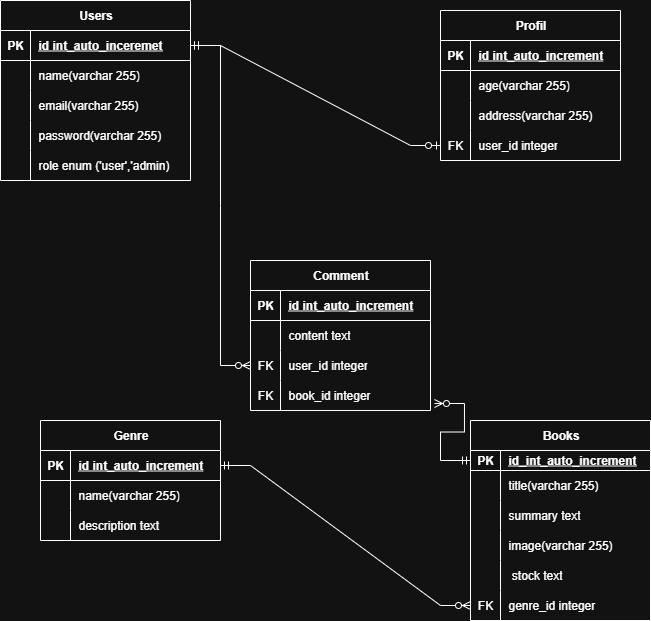 Users
PK id int_auto_inceremet
name(varchar 255)
email(varchar 255)
password(varchar 255)
role enum ('user','admin)
Profil
PK id int_auto_increment
age(varchar 255)
address(varchar 255)
FK user_id integer
Comment
PK id int_auto_increment
content text
FK user_id integer
FK book_id integer
Genre
PK id int_auto_increment
name(varchar 255)
description text
Books
PK id_int_auto_increment
title(varchar 255)
summary text
image(varchar 255)
stock text
FK genre_id integer